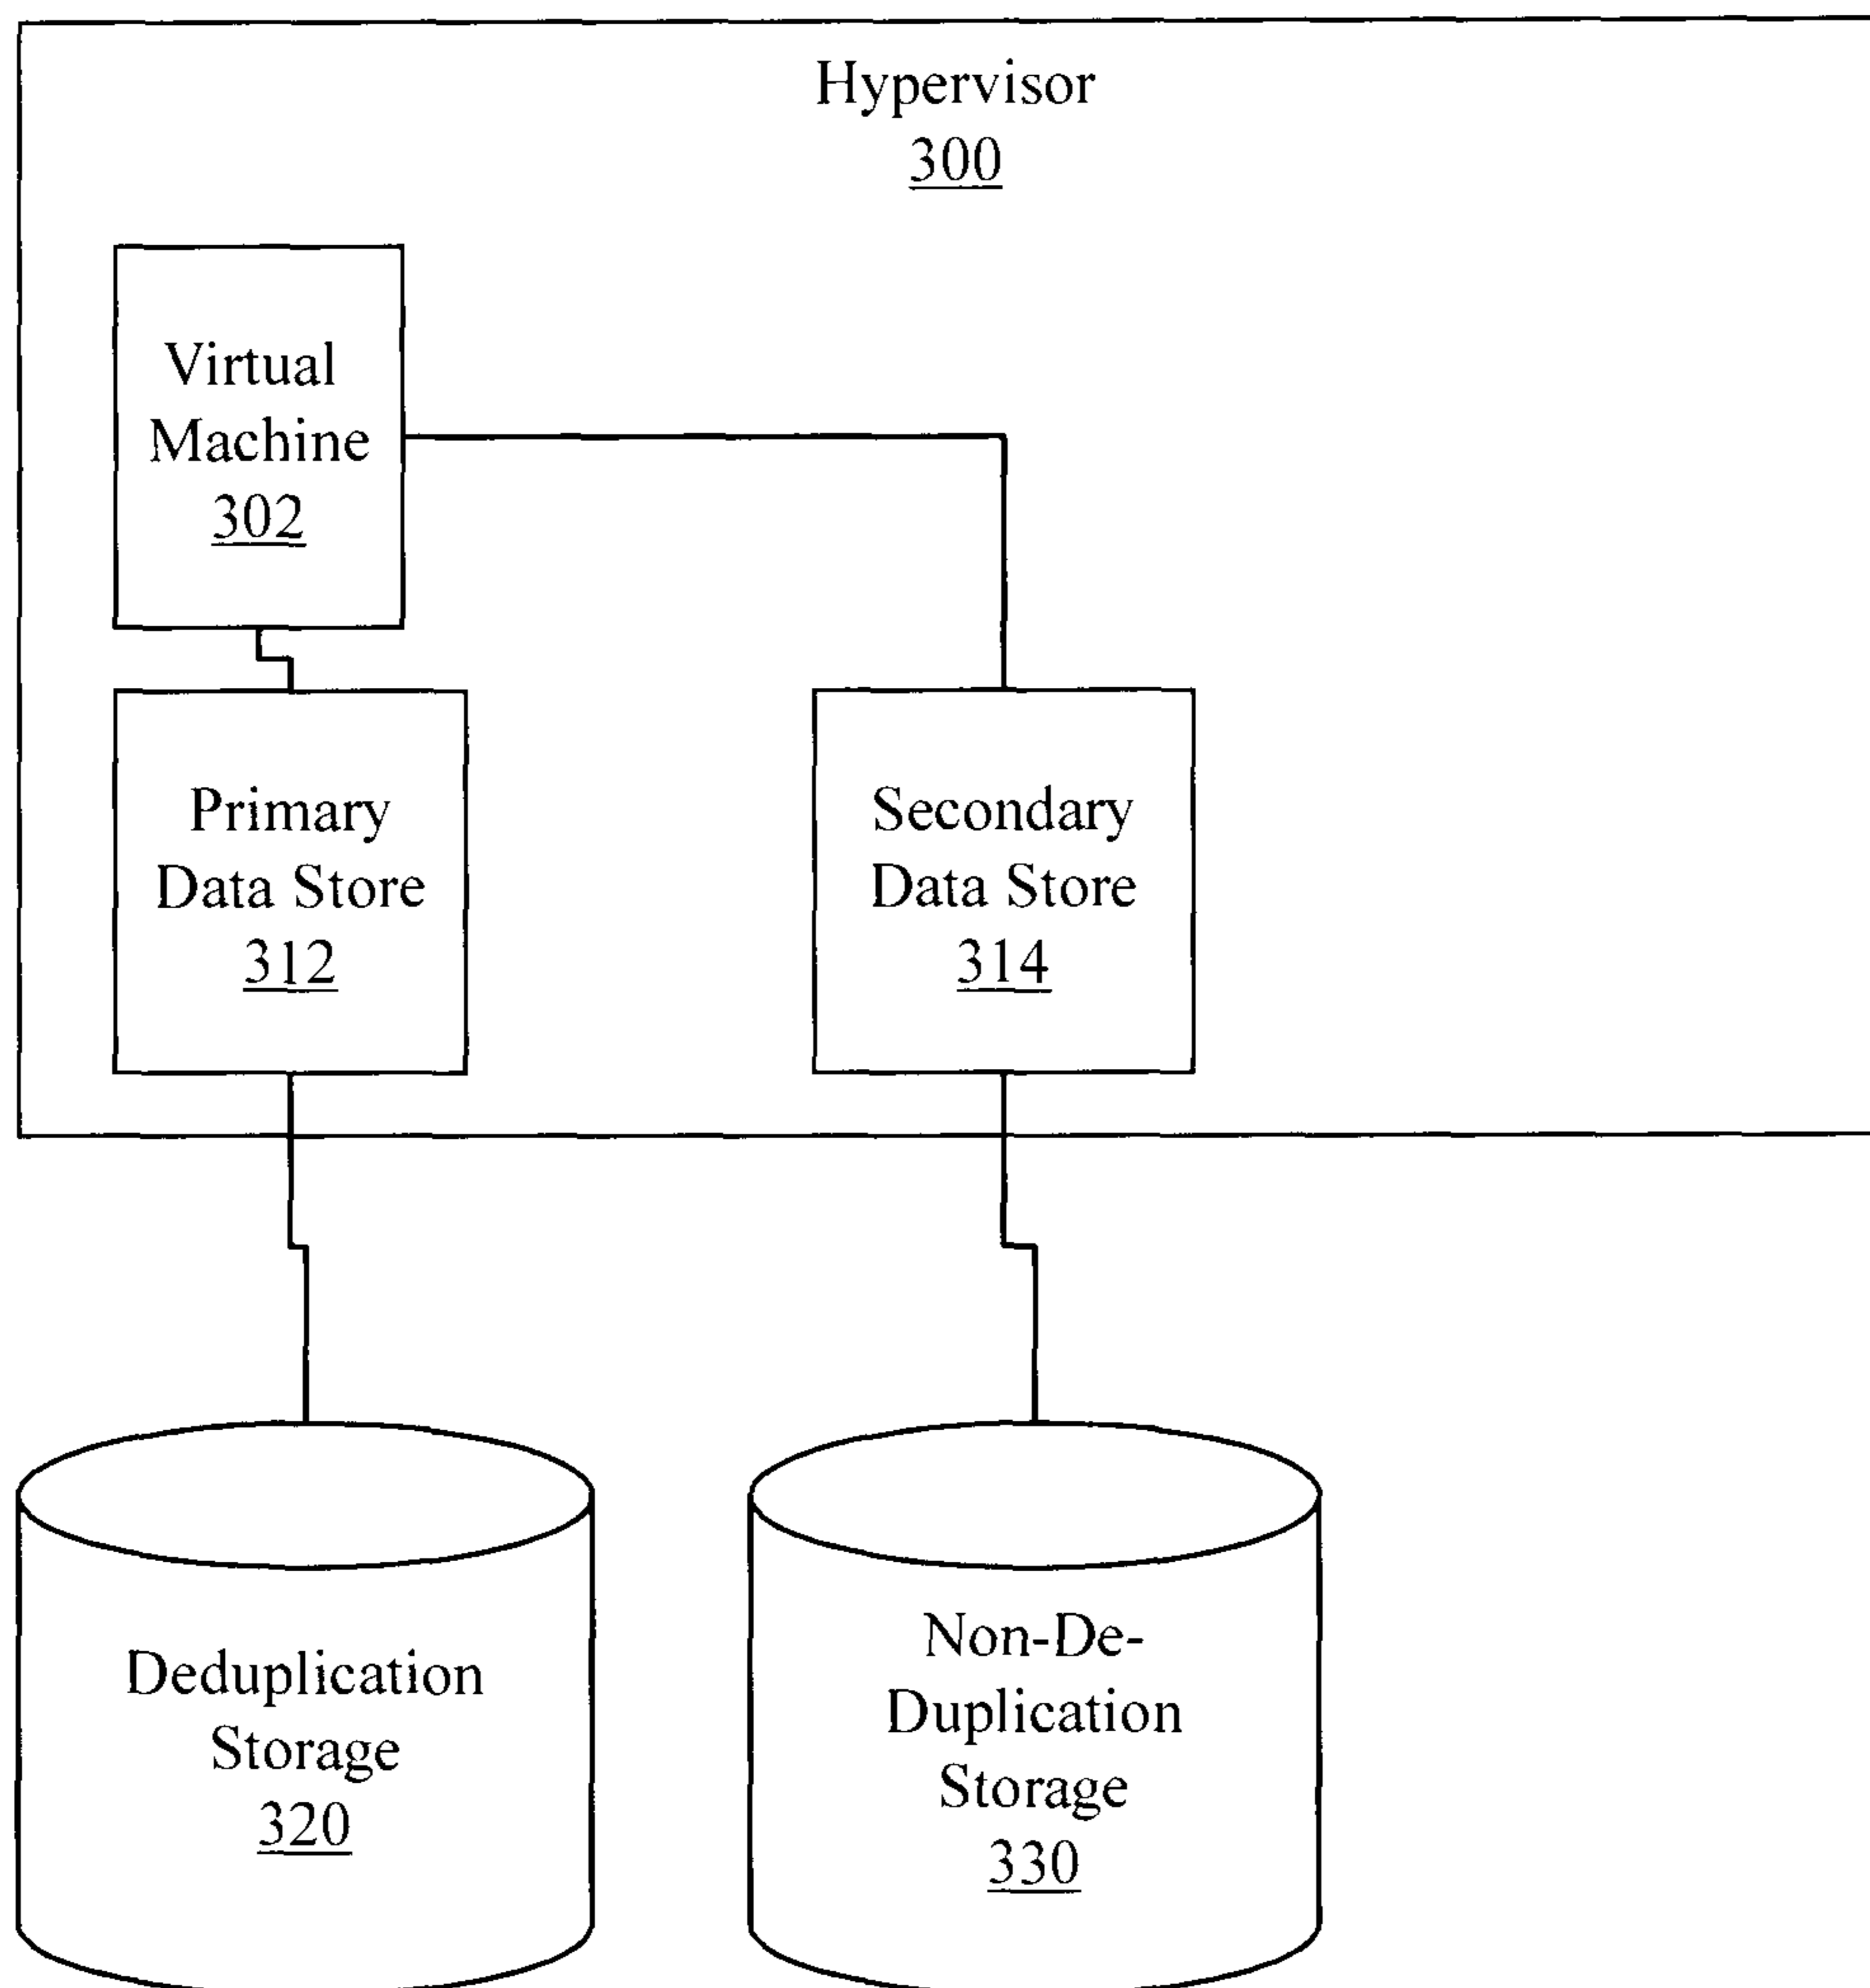 Hypervisor
300
Virtual
Machine
302
Primary
Data Store
312
Secondary
Data Store
314
Deduplication
Storage
320
Non-De-
Duplication
Storage
330